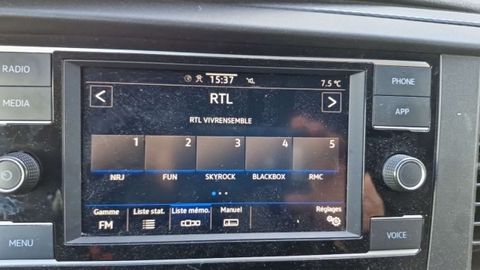 RADIO
MEDIA
MENU
15:37
7.5 °C
RTL
RTL VIVRENSEMBLE
1 2 3 4 5
NRJ FUN SKYROCK BLACKBOX RMC
Gamme Liste stat. Liste mémo. Manuel Réglages
FM
PHONE
APP
VOICE